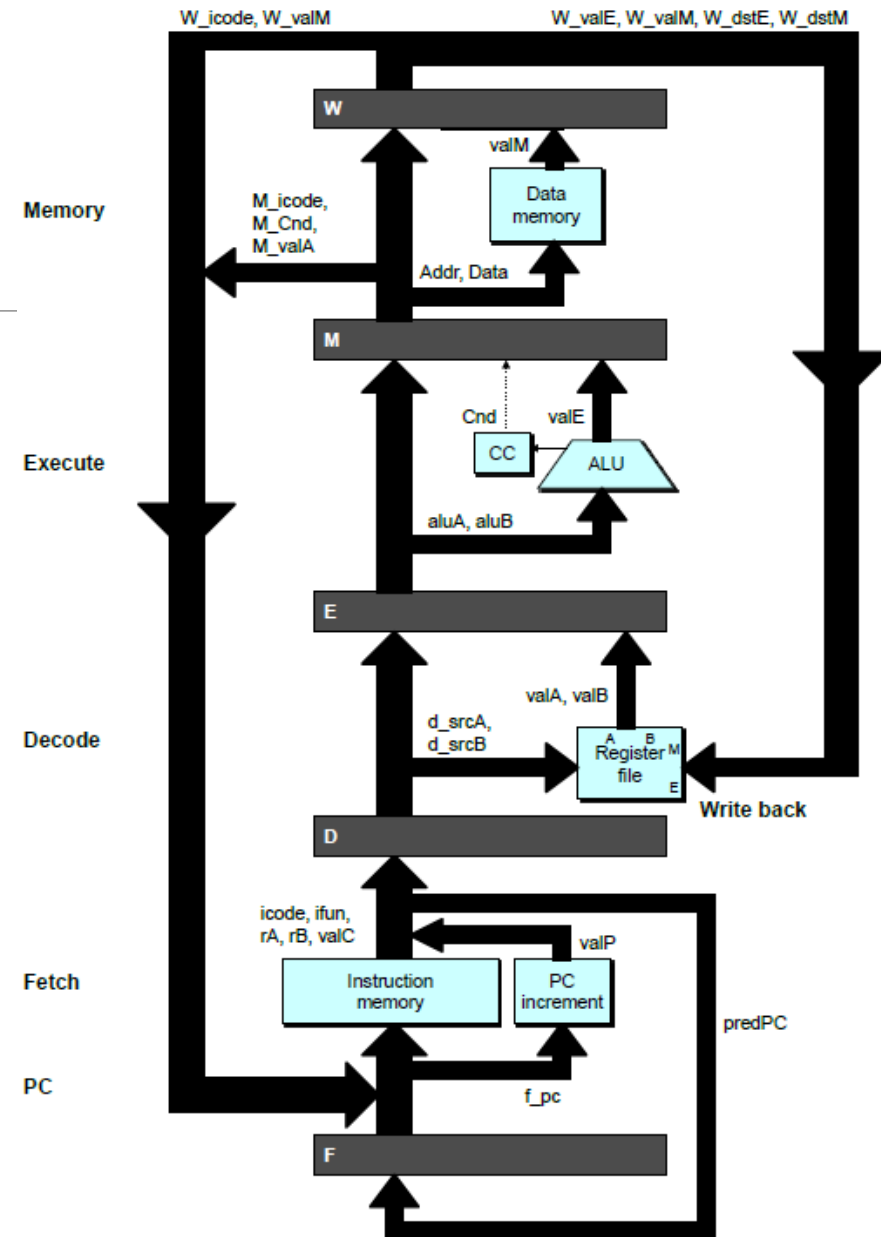 W_icode, W_valM
W_valE, W_valM, W_dstE, W_dstM
W
valM
Data
memory
Memory
M_icode,
M_Cnd,
M_valA
Addr, Data
M
Cnd
valE
CC
ALU
Execute
aluA, aluB
E
valA, valB
d_srcA,
d_srcB
A B
Register
file
M
E
Decode
Write back
D
icode, ifun,
rA, rB, valC
valP
Fetch
Instruction
memory
PC
increment
predPC
PC
f_pc
F